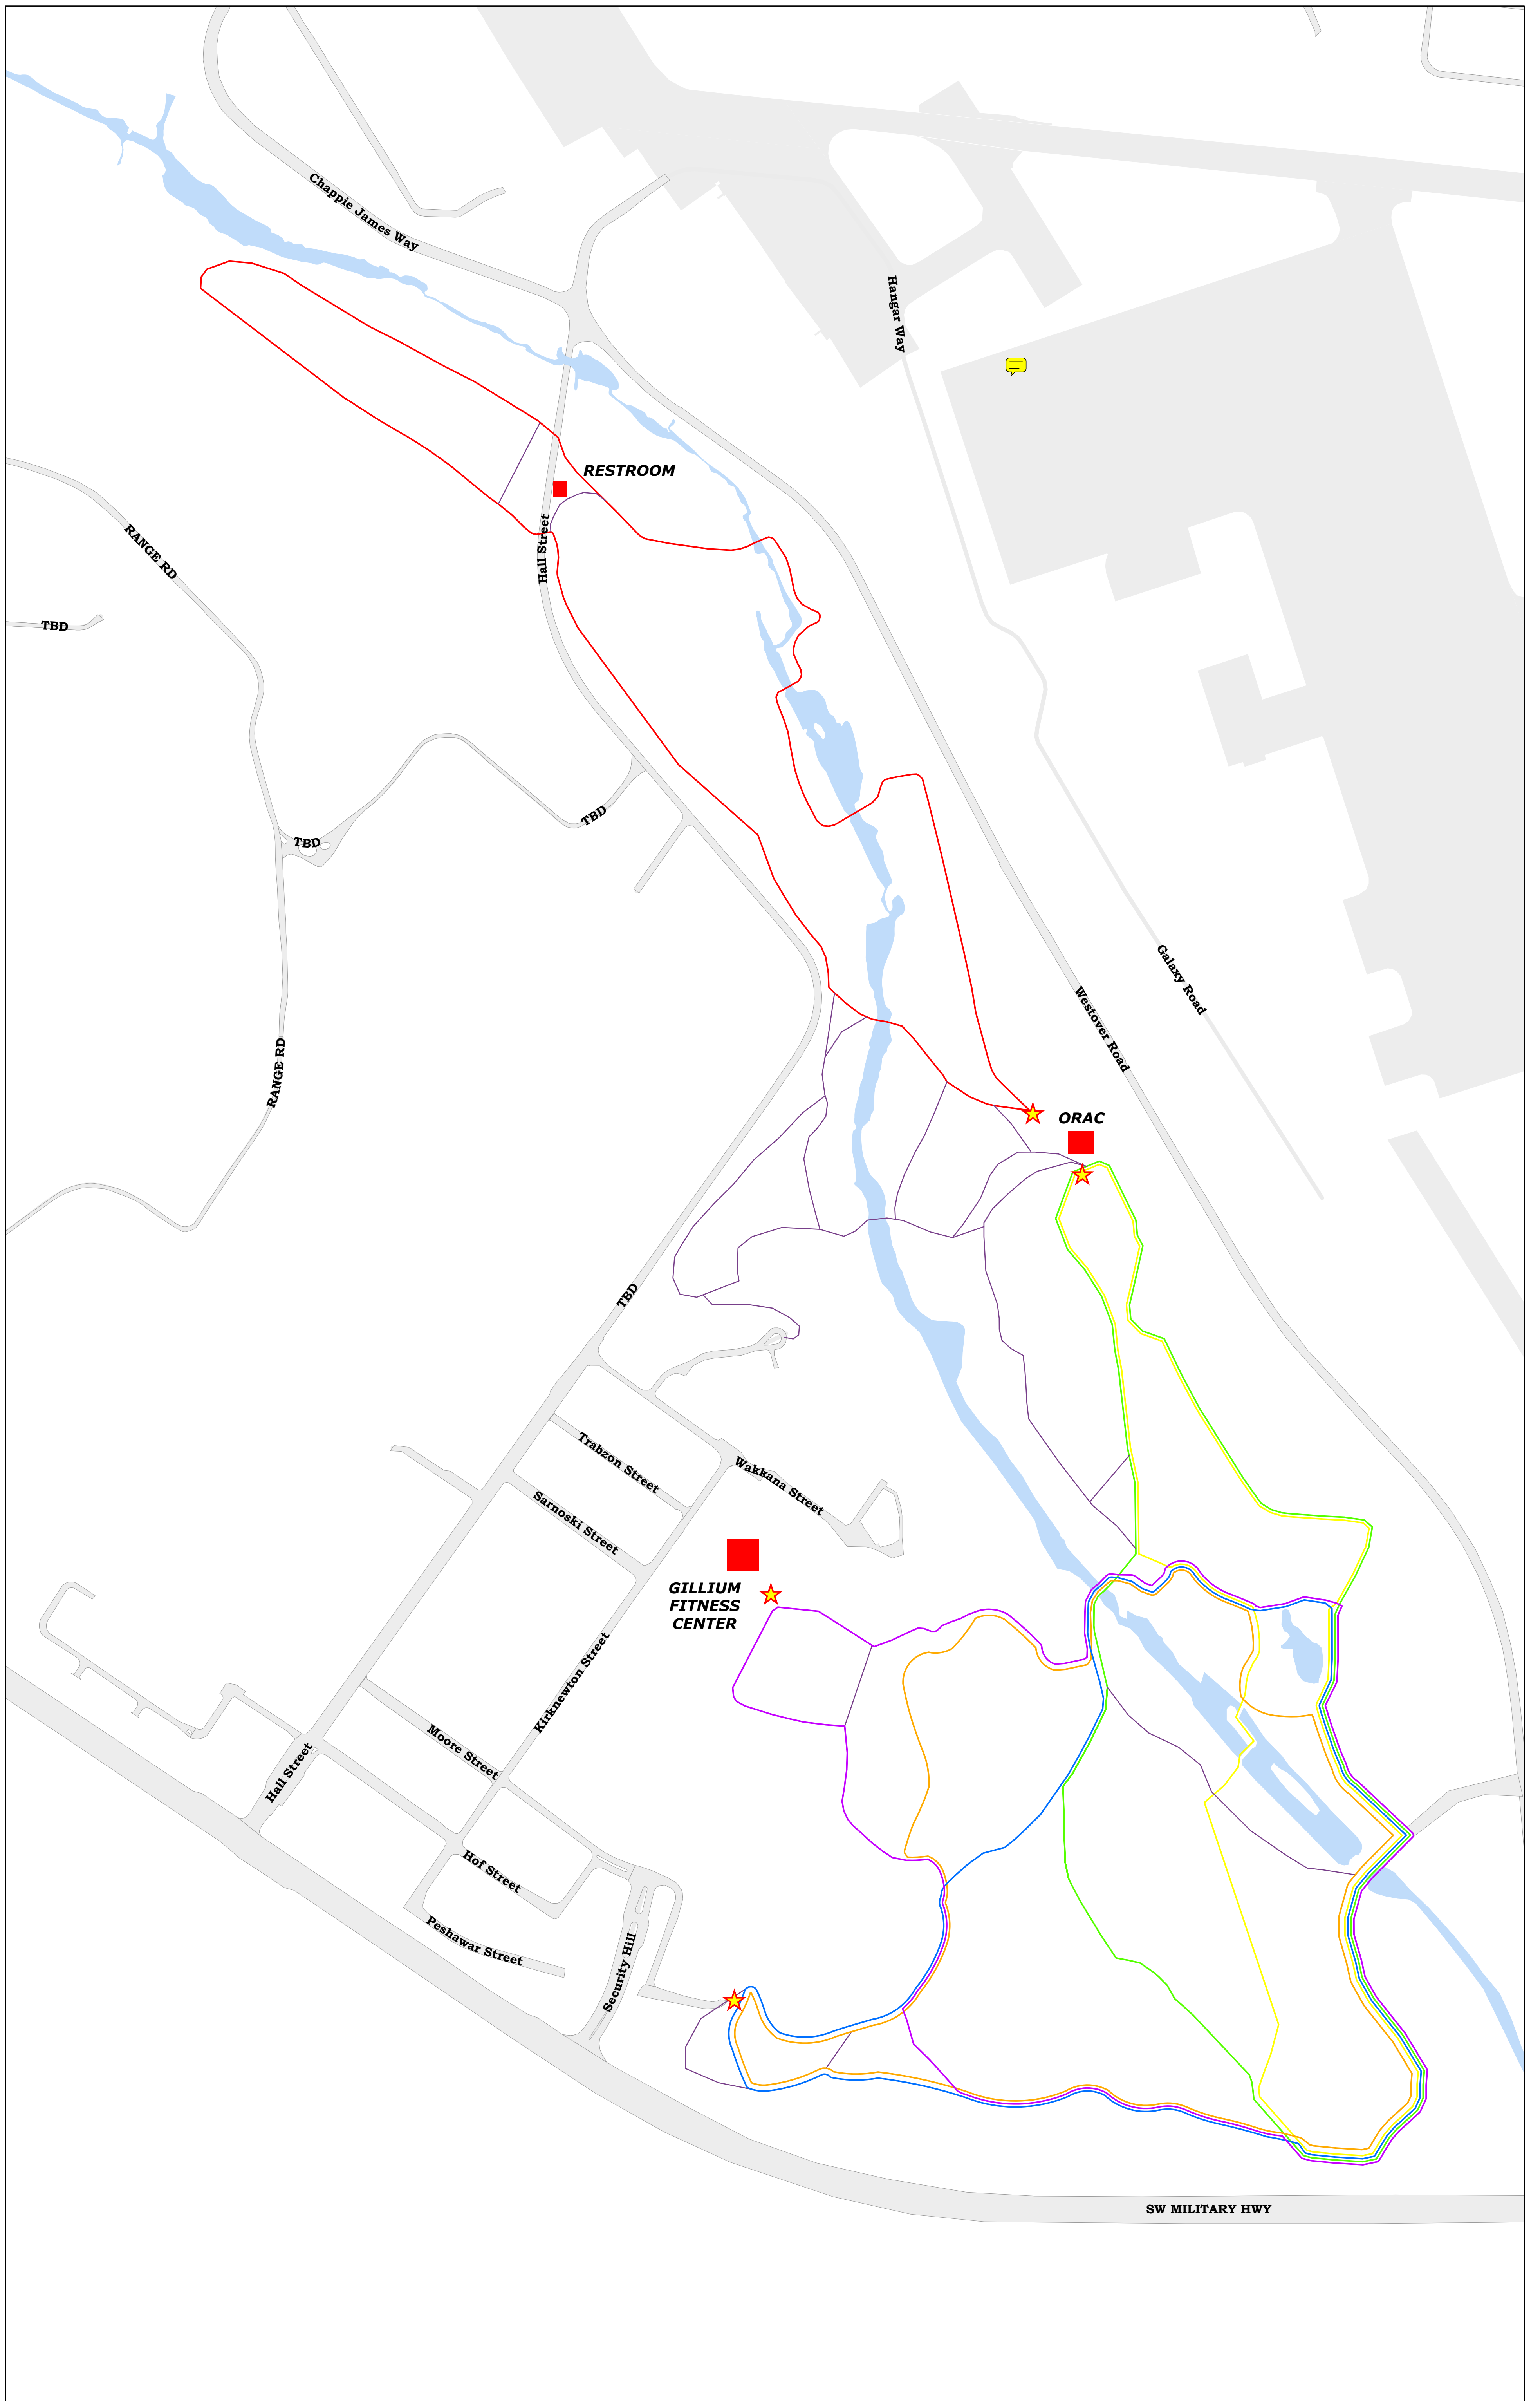 Chappie James Way
Hangar Way
RESTROOM
Hall Street
RANGE RD
TBD
TBD
TBD
Galaxy Road
Westover Road
RANGE RD
ORAC
TBD
Trabzon Street
Wakkana Street
Sarnoski Street
GILLIUM
FITNESS
CENTER
Kirknewton Street
Moore Street
Hall Street
Hof Street
Peshawar Street
Security Hill
SW MILITARY HWY